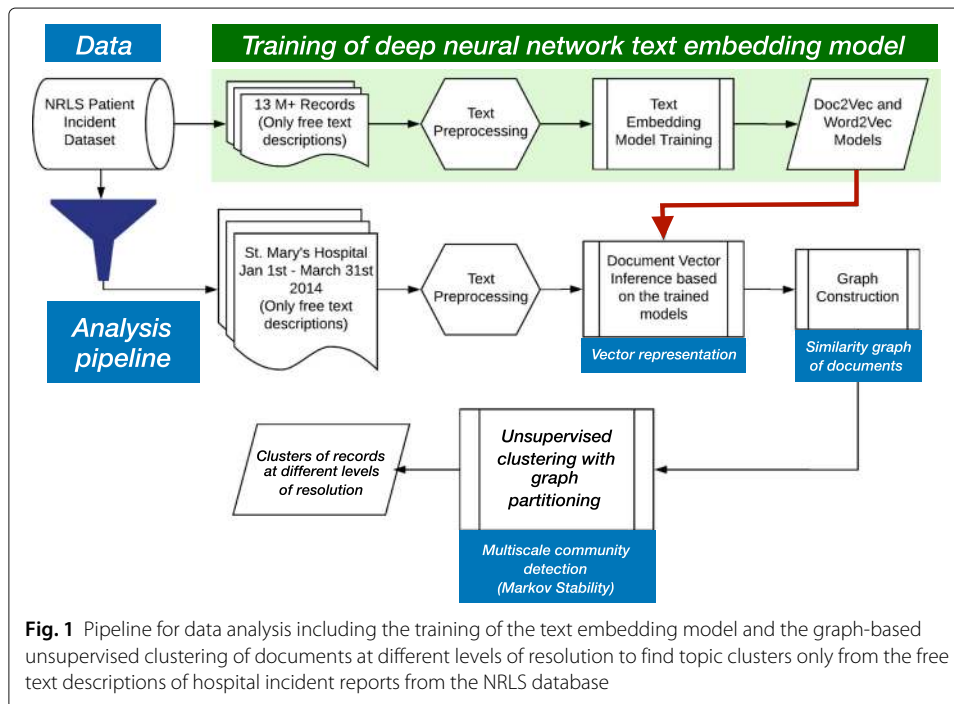 Data
Training of deep neural network text embedding model
NRLS Patient
Incident
Dataset
13 M+ Records
(Only free text
descriptions)
Text
Preprocessing
Text
Embedding
Model Training
Doc2Vec and
Word2Vec
Models
St. Mary's Hospital
Jan 1st - March 31st
2014
(Only free text
descriptions)
Text
Preprocessing
Document Vector
Inference based
on the trained
models
Graph
Construction
Analysis
pipeline
Vector representation
Similarity graph
of documents
Clusters of records
at different levels
of resolution
Unsupervised
clustering with
graph
partitioning
Multiscale community
detection
(Markov Stability)
Fig. 1 Pipeline for data analysis including the training of the text embedding model and the graph-based
unsupervised clustering of documents at different levels of resolution to find topic clusters only from the free
text descriptions of hospital incident reports from the NRLS database